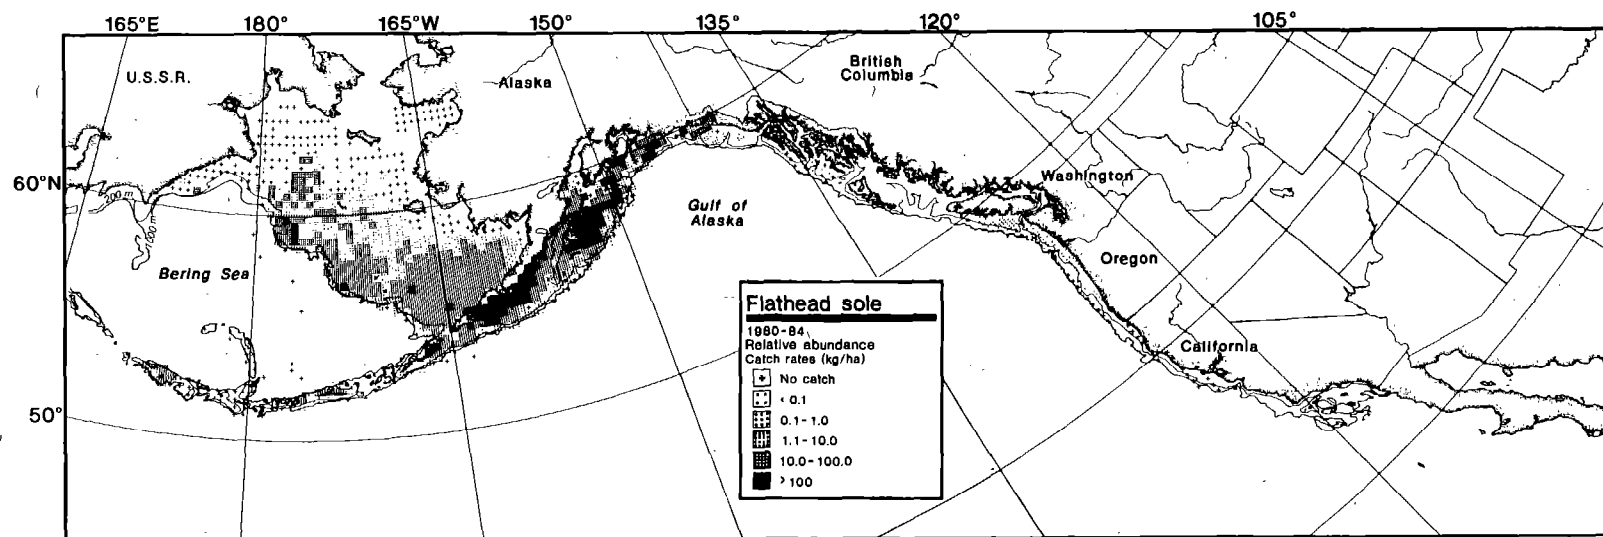 165°E 180° 165°W 150° 135° 120° 105°
U.S.S.R.
Alaska
British
Columbia
60°N
200 m
1000 m
Washington
Gulf of
Alaska
Oregon
Bering Sea
Flathead sole
1980-84
Relative abundance
Catch rates (kg/ha)
No catch
< 0.1
0.1-1.0
1.1-10.0
10.0-100.0
> 100
California
50°